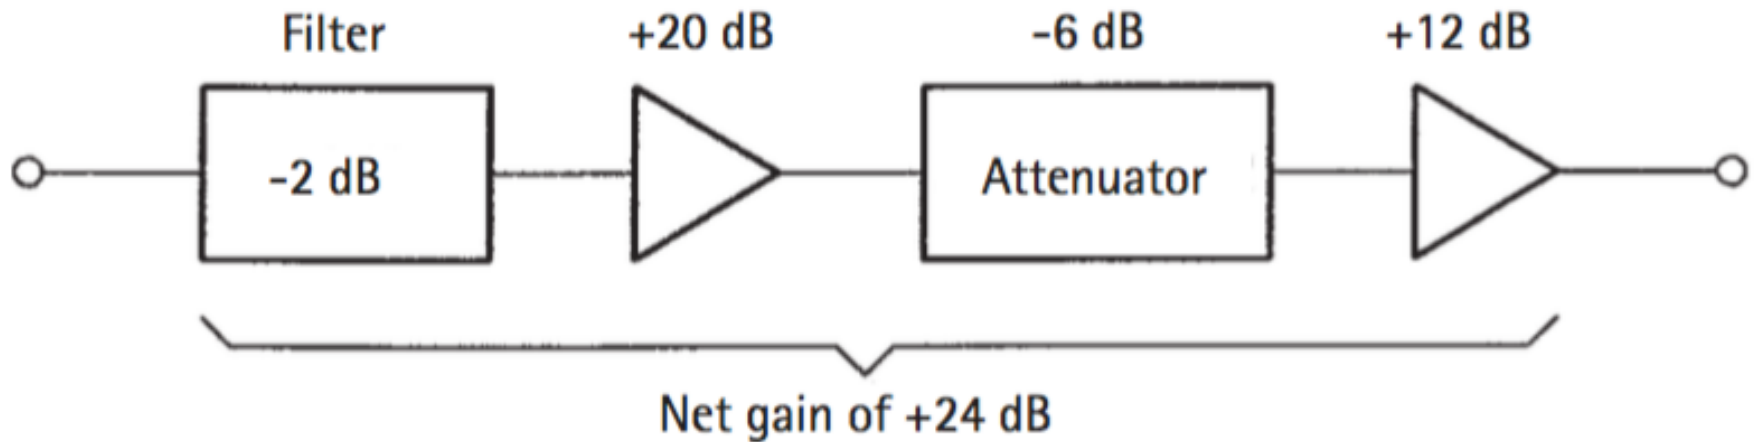 Filter +20 dB -6 dB +12 dB
-2 dB Attenuator
Net gain of +24 dB